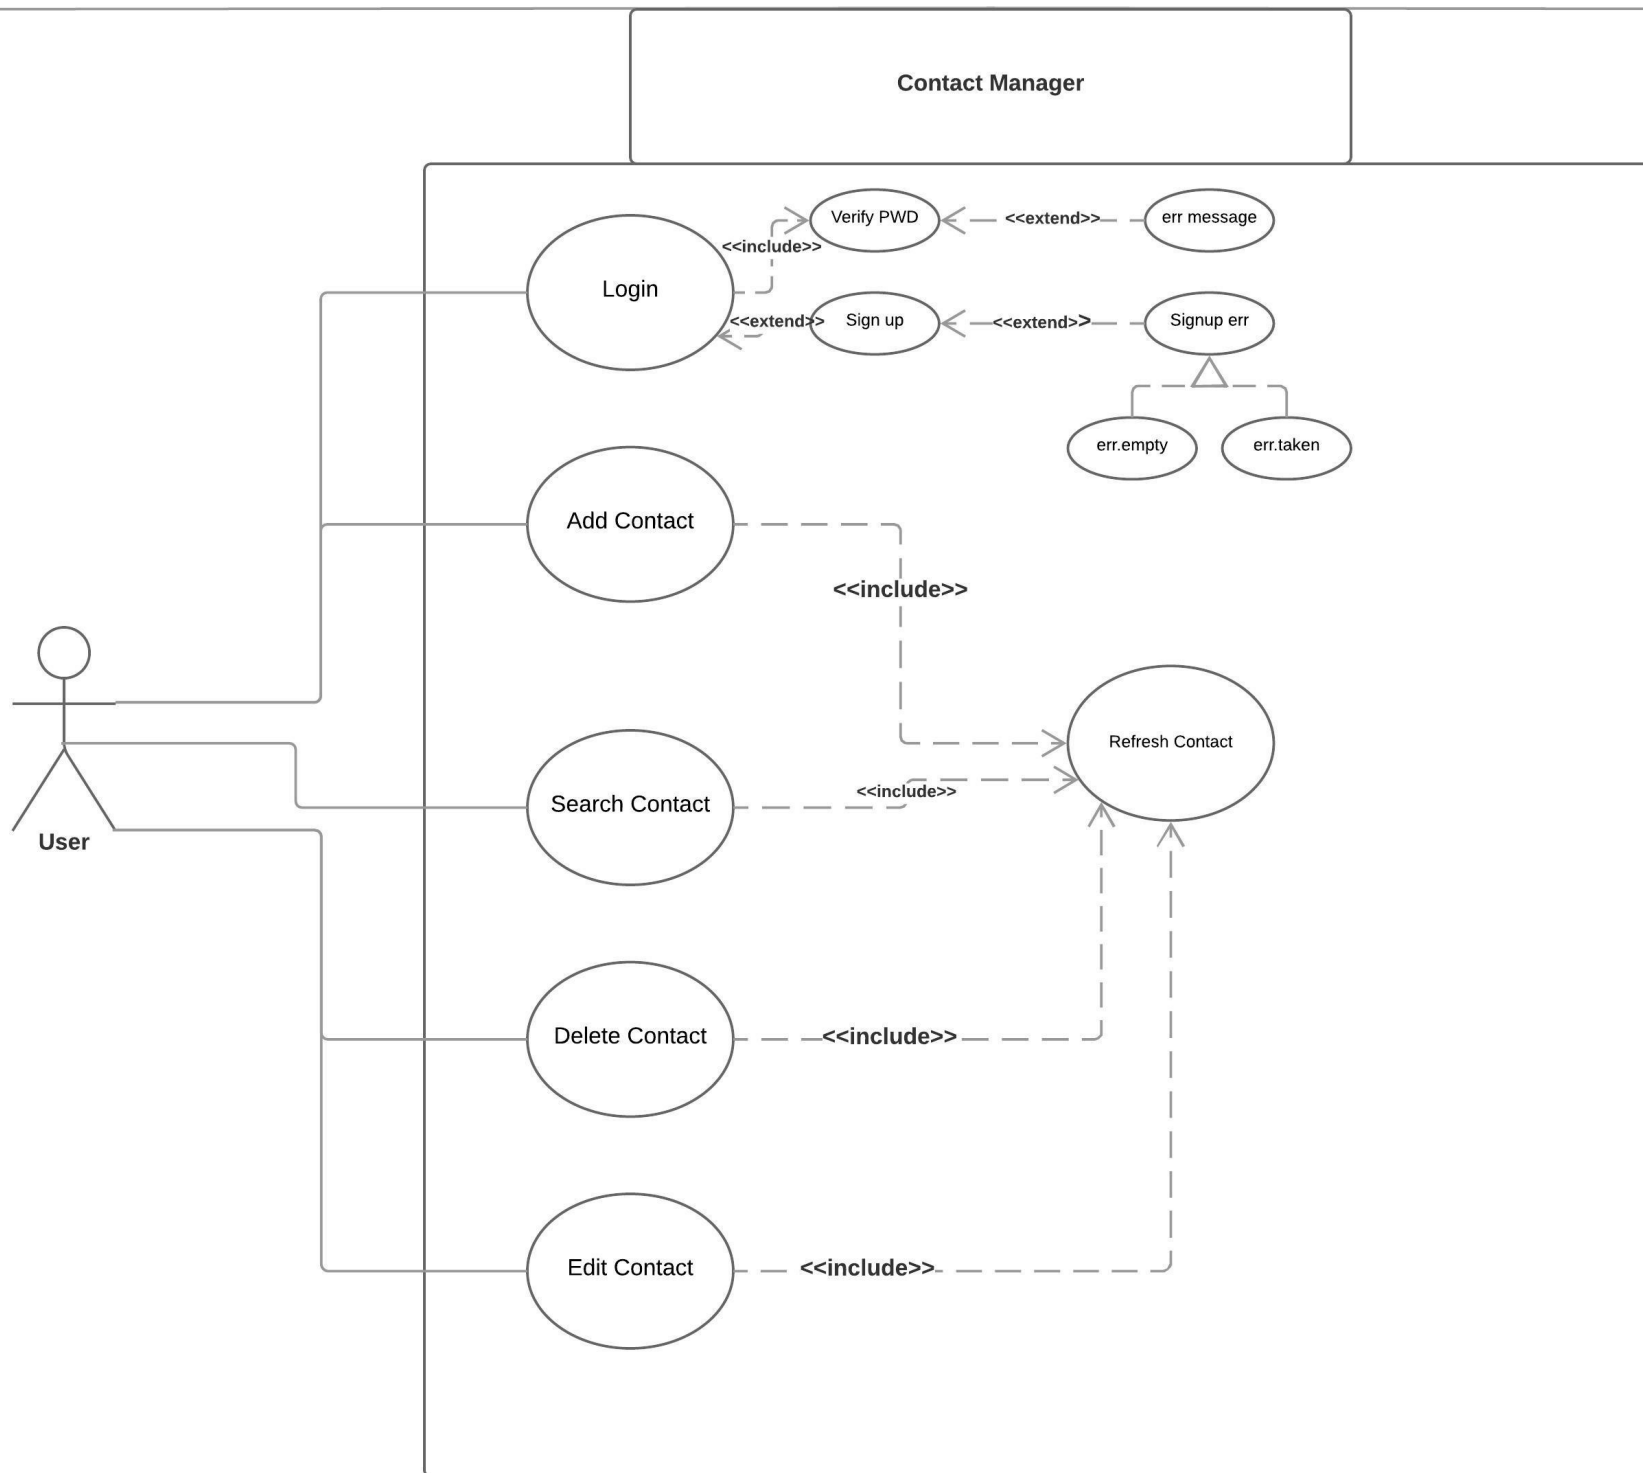 Contact Manager
Verify PWD
<<extend>>
err message
<<include>>
Login
<<extend>>
Sign up
<<extend>>
Signup err
err.empty
err.taken
Add Contact
<<include>>
Refresh Contact
<<include>>
Search Contact
User
Delete Contact
<<include>>
Edit Contact
<<include>>